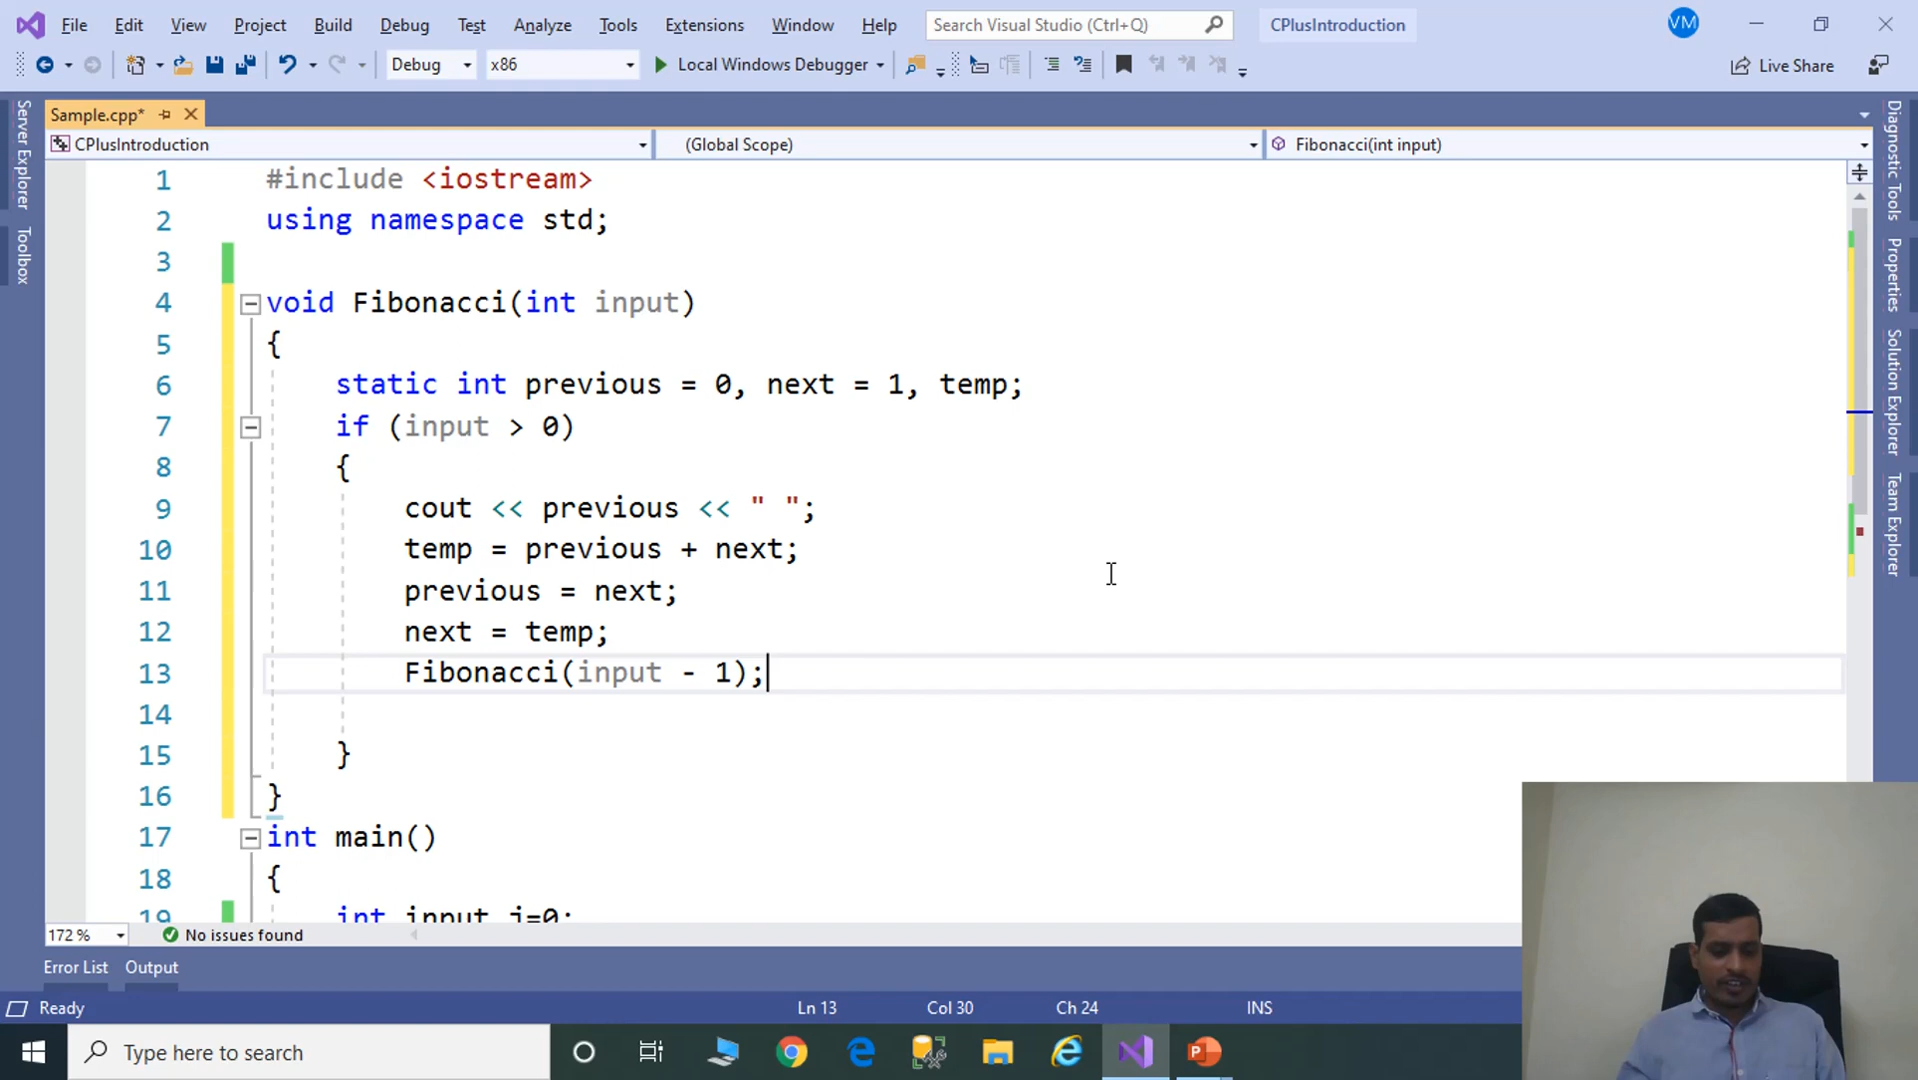 File Edit View Project Build Debug Test Analyze Tools Extensions Window Help Search Visual Studio (Ctrl+Q) CPlusIntroduction VM
Debug x86 Local Windows Debugger Live Share
Sample.cpp*
CPlusIntroduction (Global Scope) Fibonacci(int input)
Server Explorer
Toolbox
1 #include <iostream>
2 using namespace std;
3
4 void Fibonacci(int input)
5 {
6 static int previous = 0, next = 1, temp;
7 if (input > 0)
8 {
9 cout << previous << " ";
10 temp = previous + next;
11 previous = next;
12 next = temp;
13 Fibonacci(input - 1);
14
15 }
16 }
17 int main()
18 {
19 int input i=0;
Diagnostic Tools
Properties
Solution Explorer
Team Explorer
172 % No issues found
Error List Output
Ready Ln 13 Col 30 Ch 24 INS
Type here to search